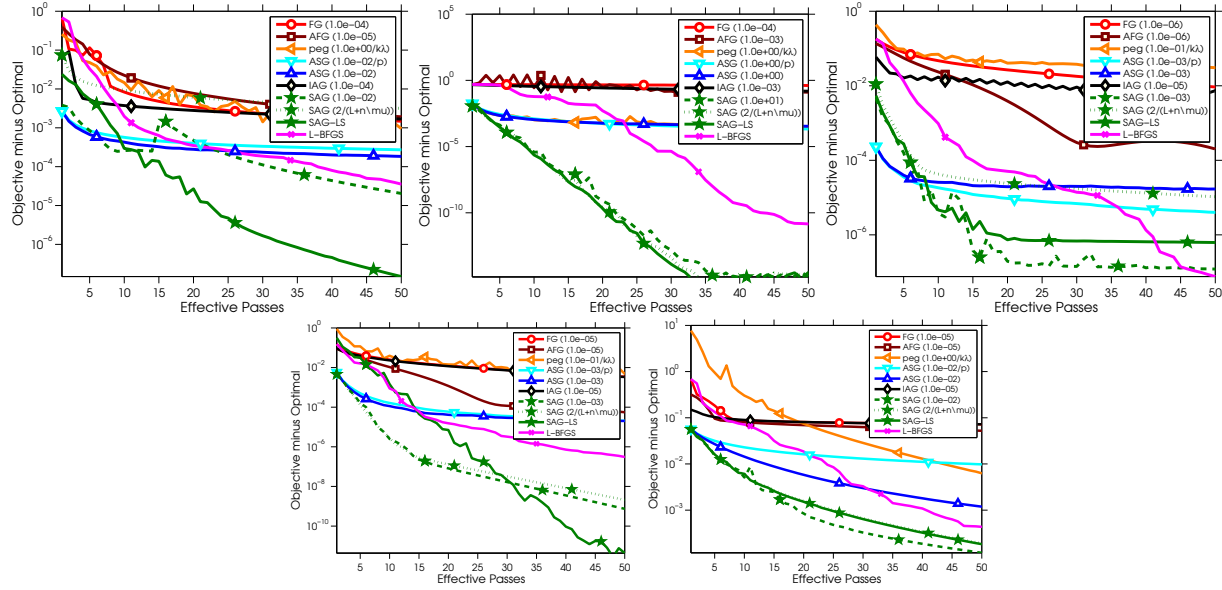 10^0
10^-1
10^-2
10^-3
10^-4
10^-5
10^-6
Objective minus Optimal
5 10 15 20 25 30 35 40 45 50
Effective Passes
FG (1.0e−04)
AFG (1.0e−05)
peg (1.0e+00/kλ)
ASG (1.0e−02/p)
ASG (1.0e−02)
IAG (1.0e−04)
SAG (1.0e−02)
SAG (2/(L+n\mu))
SAG−LS
L−BFGS
10^5
10^0
10^-5
10^-10
Objective minus Optimal
5 10 15 20 25 30 35 40 45 50
Effective Passes
FG (1.0e−04)
AFG (1.0e−03)
peg (1.0e+00/kλ)
ASG (1.0e+00/p)
ASG (1.0e+00)
IAG (1.0e−03)
SAG (1.0e+01)
SAG (2/(L+n\mu))
SAG−LS
L−BFGS
10^0
10^-2
10^-4
10^-6
Objective minus Optimal
5 10 15 20 25 30 35 40 45 50
Effective Passes
FG (1.0e−06)
AFG (1.0e−06)
peg (1.0e−01/kλ)
ASG (1.0e−03/p)
ASG (1.0e−03)
IAG (1.0e−05)
SAG (1.0e−03)
SAG (2/(L+n\mu))
SAG−LS
L−BFGS
10^0
10^-2
10^-4
10^-6
10^-8
10^-10
Objective minus Optimal
5 10 15 20 25 30 35 40 45 50
Effective Passes
FG (1.0e−05)
AFG (1.0e−05)
peg (1.0e−01/kλ)
ASG (1.0e−03/p)
ASG (1.0e−03)
IAG (1.0e−05)
SAG (1.0e−03)
SAG (2/(L+n\mu))
SAG−LS
L−BFGS
10^1
10^0
10^-1
10^-2
10^-3
Objective minus Optimal
5 10 15 20 25 30 35 40 45 50
Effective Passes
FG (1.0e−05)
AFG (1.0e−05)
peg (1.0e+00/kλ)
ASG (1.0e−02/p)
ASG (1.0e−02)
IAG (1.0e−05)
SAG (1.0e−02)
SAG (2/(L+n\mu))
SAG−LS
L−BFGS